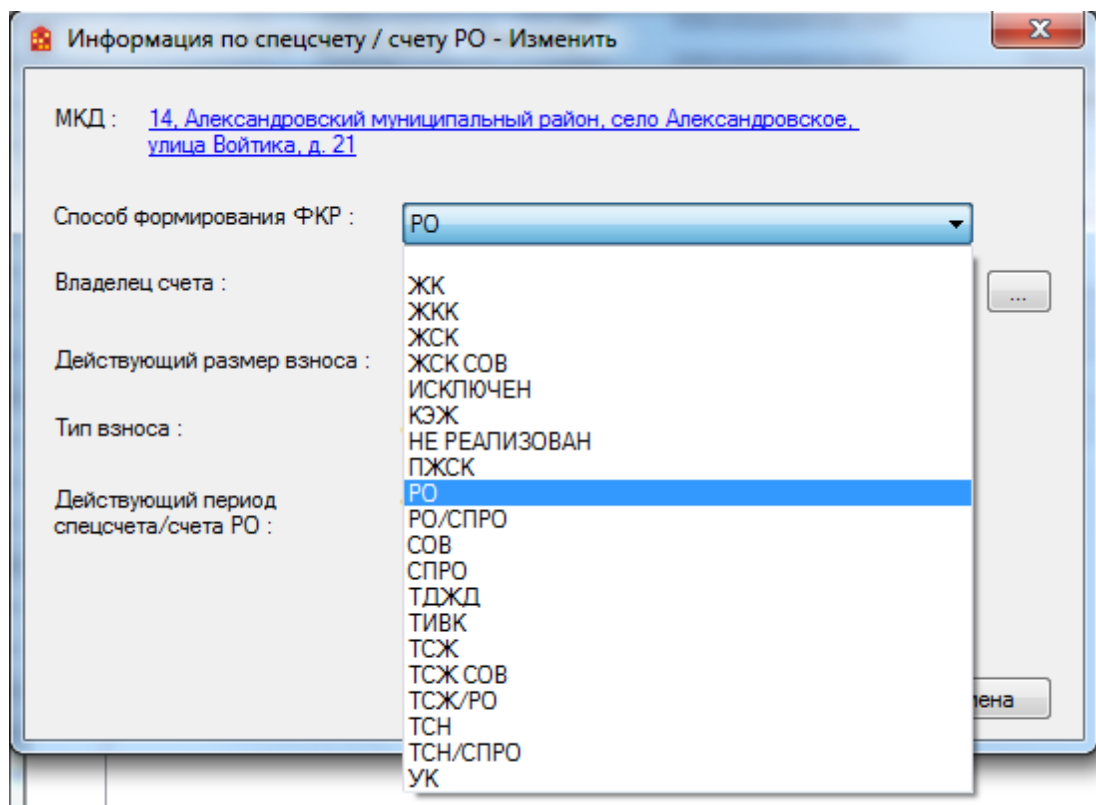 Информация по спецсчету / счету РО - Изменить
МКД :
14, Александровский муниципальный район, село Александровское,
улица Войтика, д. 21
Способ формирования ФКР :
РО
Владелец счета :
...
Действующий размер взноса :
Тип взноса :
Действующий период
спецсчета/счета РО :
ЖК
ЖКК
ЖСК
ЖСК СОВ
ИСКЛЮЧЕН
КЭЖ
НЕ РЕАЛИЗОВАН
ПЖСК
РО
РО/СПРО
СОВ
СПРО
ТДЖД
ТИВК
ТСЖ
ТСЖ СОВ
ТСЖ/РО
ТСН
ТСН/СПРО
УК